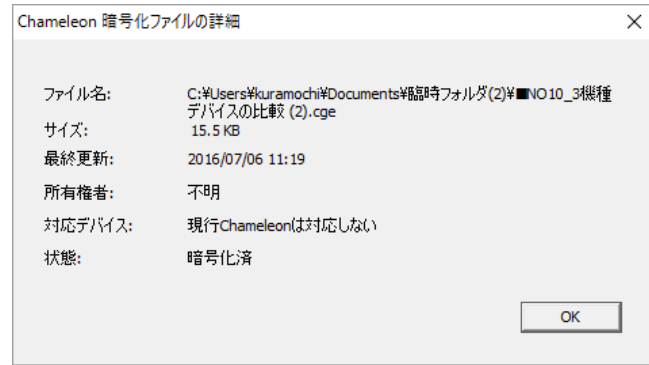 Chameleon 暗号化ファイルの詳細
ファイル名: C:¥Users¥kuramochi¥Documents¥臨時フォルダ(2)¥■NO10_3機種
デバイスの比較 (2).cge
サイズ: 15.5 KB
最終更新: 2016/07/06 11:19
所有権者: 不明
対応デバイス: 現行Chameleonは対応しない
状態: 暗号化済
OK